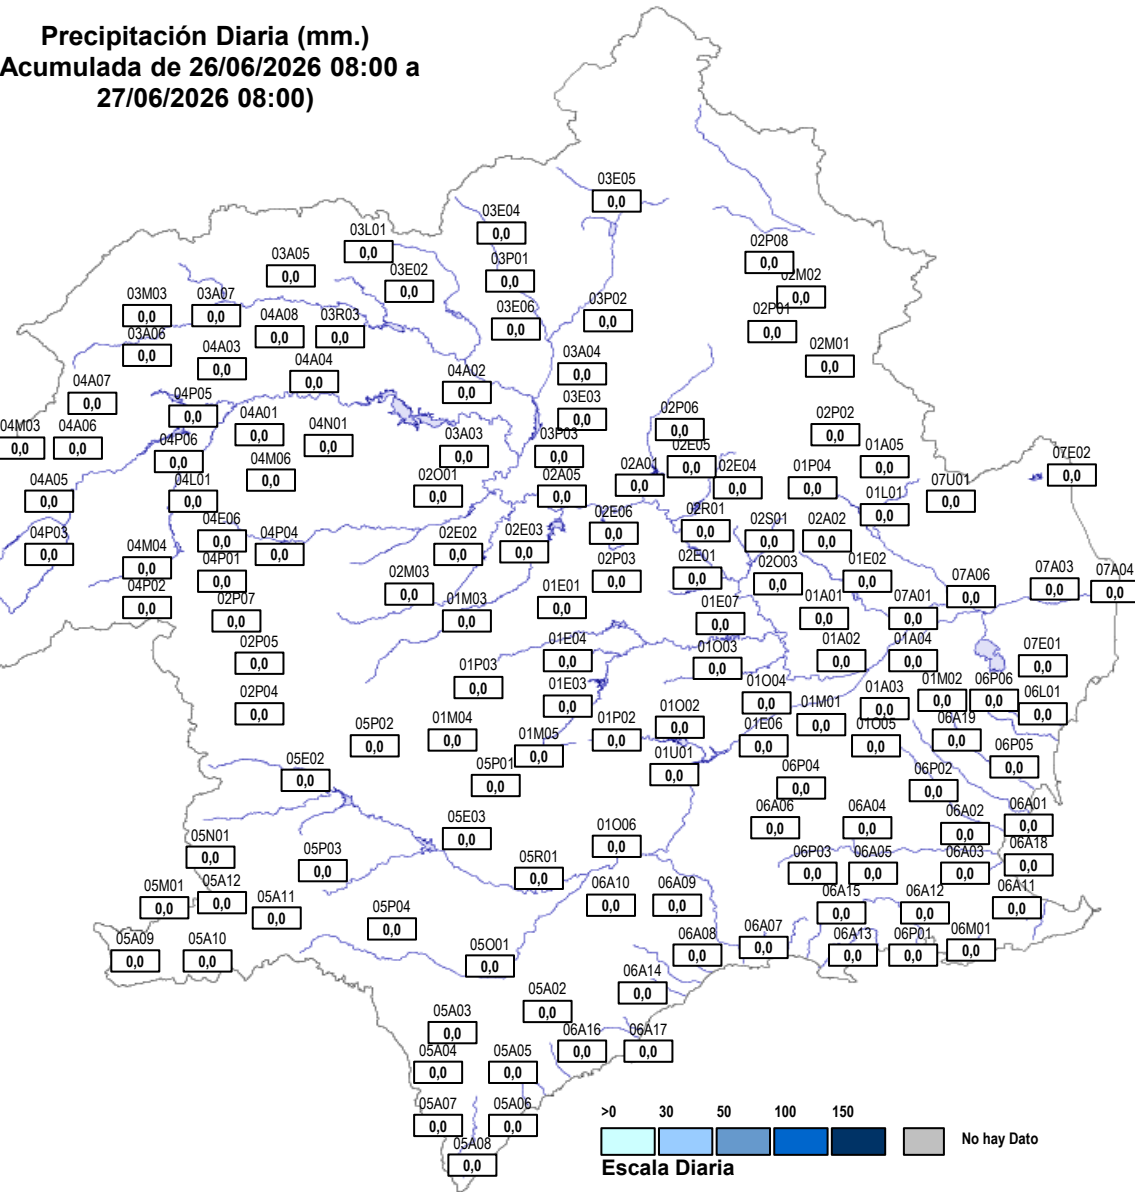 Precipitación Diaria (mm.)
Acumulada de 26/06/2026 08:00 a
27/06/2026 08:00)
03E05
0,0
03E04
0,0
03L01
0,0
02P08
0,0
03A05
0,0
03P01
0,0
03E02
0,0
02M02
0,0
03M03
0,0
03A07
0,0
03P02
0,0
04A08
0,0
03R03
0,0
03E06
0,0
02P01
0,0
03A06
0,0
04A03
0,0
03A04
0,0
02M01
0,0
04A04
0,0
04A02
0,0
04A07
0,0
04P05
0,0
03E03
0,0
02P06
0,0
02P02
0,0
04A01
0,0
04M03
0,0
04A06
0,0
04N01
0,0
03A03
0,0
03P03
0,0
04P06
0,0
02E05
0,0
01A05
0,0
07E02
0,0
04M06
0,0
02A01
0,0
02E04
0,0
01P04
0,0
04A05
0,0
04L01
0,0
02O01
0,0
02A05
0,0
07U01
0,0
01L01
0,0
04E06
0,0
02E06
0,0
02R01
0,0
02S01
0,0
02A02
0,0
04P03
0,0
04P04
0,0
02E02
0,0
02E03
0,0
04M04
0,0
04P01
0,0
02P03
0,0
02E01
0,0
02O03
0,0
01E02
0,0
02M03
0,0
07A06
0,0
07A03
0,0
07A04
0,0
04P02
0,0
02P07
0,0
01M03
0,0
01E01
0,0
01E07
0,0
01A01
0,0
07A01
0,0
02P05
0,0
01E04
0,0
01O03
0,0
01A02
0,0
01A04
0,0
07E01
0,0
01P03
0,0
02P04
0,0
01E03
0,0
01O04
0,0
01A03
0,0
01M02
0,0
06P06
0,0
06L01
0,0
05P02
0,0
01M04
0,0
01M05
0,0
01P02
0,0
01O02
0,0
01E06
0,0
01M01
0,0
01O05
0,0
06A19
0,0
05E02
0,0
05P01
0,0
01U01
0,0
06P04
0,0
06P02
0,0
06P05
0,0
05E03
0,0
01O06
0,0
06A06
0,0
06A04
0,0
06A02
0,0
06A01
0,0
05N01
0,0
05P03
0,0
05R01
0,0
06P03
0,0
06A05
0,0
06A03
0,0
06A18
0,0
05M01
0,0
05A12
0,0
05A11
0,0
05P04
0,0
06A10
0,0
06A09
0,0
06A15
0,0
06A12
0,0
06A11
0,0
05A09
0,0
05A10
0,0
05O01
0,0
06A08
0,0
06A07
0,0
06A13
0,0
06P01
0,0
06M01
0,0
06A14
0,0
05A02
0,0
05A03
0,0
06A16
0,0
06A17
0,0
05A04
0,0
05A05
0,0
05A07
0,0
05A06
0,0
05A08
0,0
>0 30 50 100 150
No hay Dato
Escala Diaria